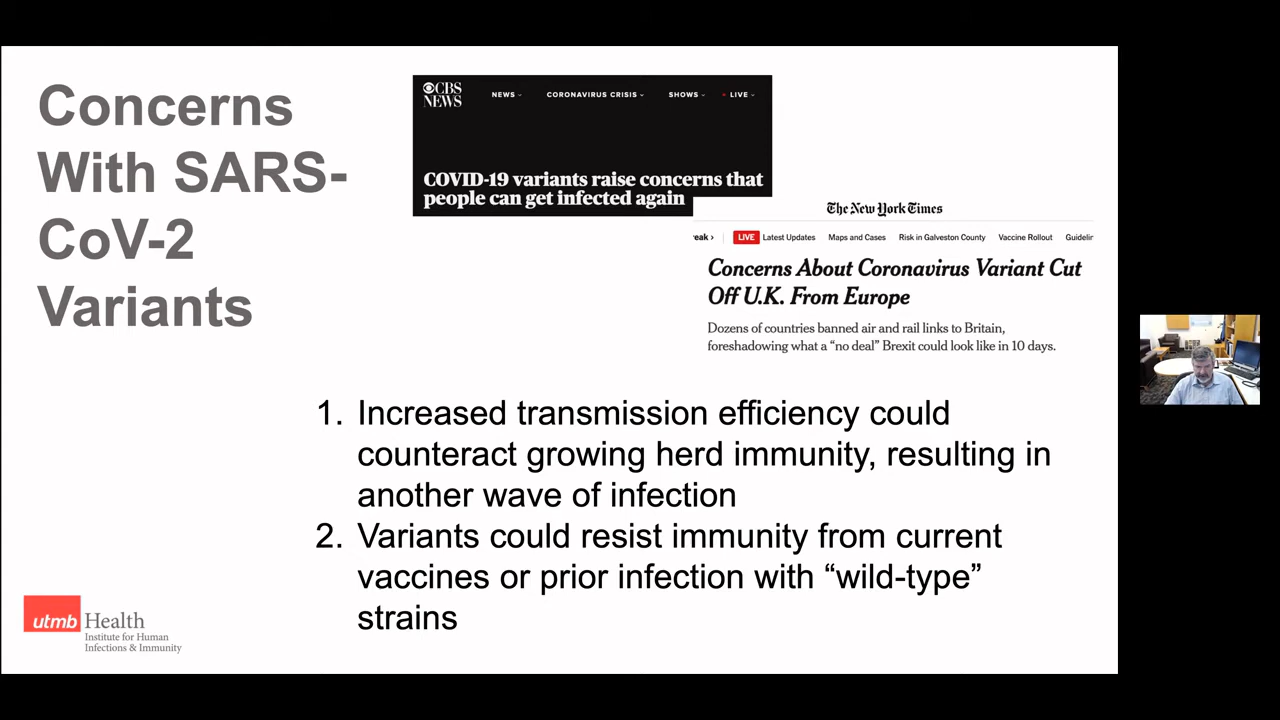 Concerns
With SARS-
CoV-2
Variants
CBS
NEWS
NEWS
CORONAVIRUS CRISIS
SHOWS
LIVE
COVID-19 variants raise concerns that
people can get infected again
The New York Times
eak ›
LIVE
Latest Updates
Maps and Cases
Risk in Galveston County
Vaccine Rollout
Guidelin
Concerns About Coronavirus Variant Cut
Off U.K. From Europe
Dozens of countries banned air and rail links to Britain,
foreshadowing what a “no deal” Brexit could look like in 10 days.
1. Increased transmission efficiency could
counteract growing herd immunity, resulting in
another wave of infection
2. Variants could resist immunity from current
vaccines or prior infection with “wild-type”
strains
utmb Health
Institute for Human
Infections & Immunity